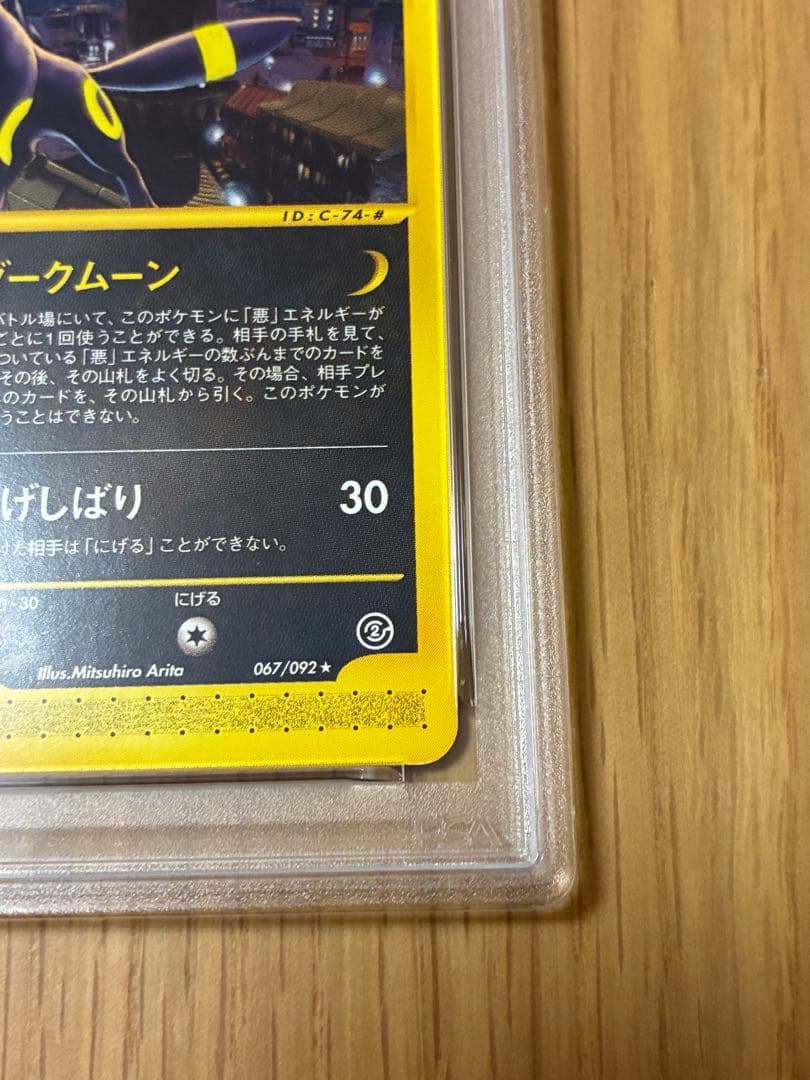 ID : C-74-#
ダークムーン
バトル場にいて、このポケモンに「悪」エネルギーが
ごとに1回使うことができる。相手の手札を見て、
ついている「悪」エネルギーの数ぶんまでのカードを
その後、その山札をよく切る。その場合、相手プレ
のカードを、その山札から引く。このポケモンが
うことはできない。
げしばり 30
けた相手は「にげる」ことができない。
-30 にげる
2
Illus.Mitsuhiro Arita 067/092 ★
PSA